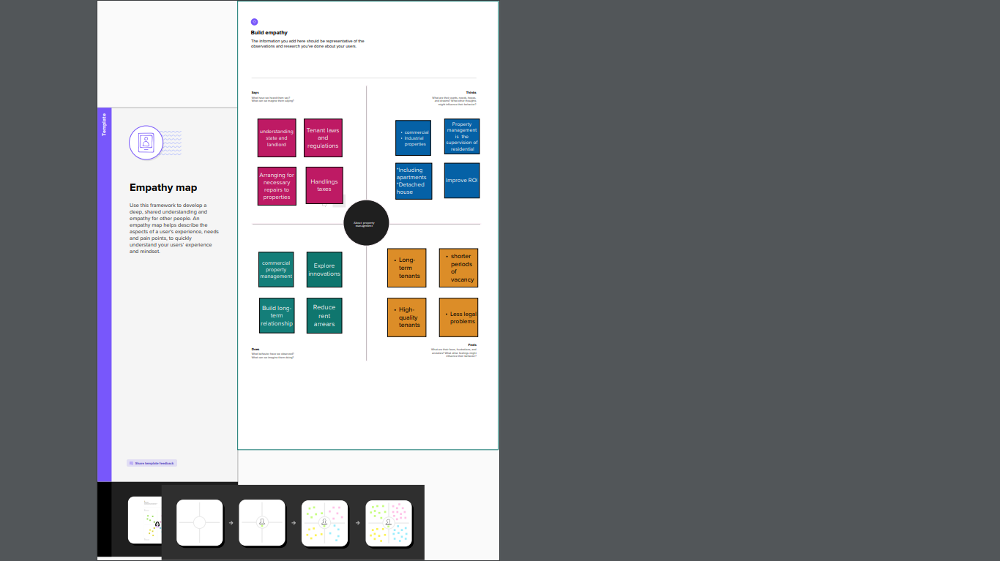 Build empathy
The information you add here should be representative of the
observations and research you've done about your users.
Says
What have we heard them say?
What can we imagine them saying?
Thinks
What are their wants, needs, hopes,
and dreams? What other thoughts
might influence their behavior?
understanding
state and
landlord
Tenant laws
and
regulations
• commercial
• Industrial
properties
Property
management
is the
supervision of
residential
Arranging for
necessary
repairs to
properties
Handlings
taxes
*Including
apartments
*Detached
house
Improve ROI
About property
management
commercial
property
management
Explore
innovations
• Long-
term
tenants
• shorter
periods
of
vacancy
Build long-
term
relationship
Reduce
rent
arrears
• High-
quality
tenants
• Less legal
problems
Does
What behavior have we observed?
What can we imagine them doing?
Feels
What are their fears, frustrations, and
anxieties? What other feelings might
influence their behavior?
Template
Empathy map
Use this framework to develop a
deep, shared understanding and
empathy for other people. An
empathy map helps describe the
aspects of a user's experience, needs
and pain points, to quickly
understand your users' experience
and mindset.
Share template feedback